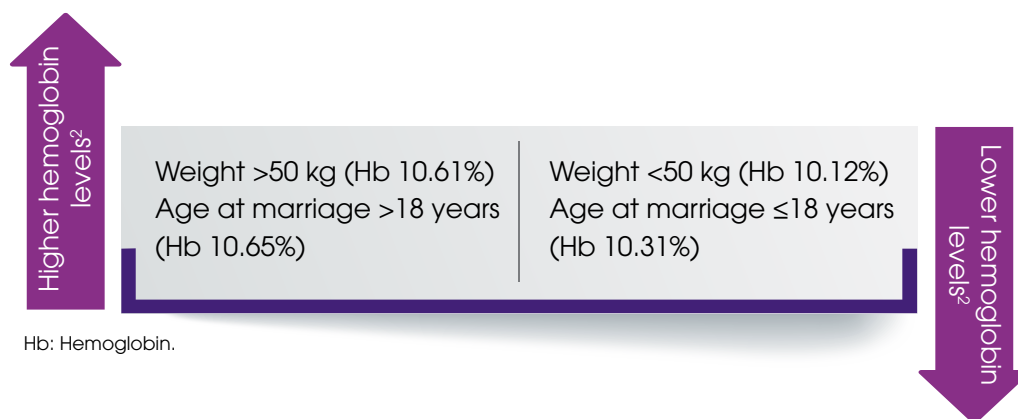 Higher hemoglobin
levels²
Weight >50 kg (Hb 10.61%)
Age at marriage >18 years
(Hb 10.65%)
Weight <50 kg (Hb 10.12%)
Age at marriage ≤18 years
(Hb 10.31%)
Lower hemoglobin
levels²
Hb: Hemoglobin.